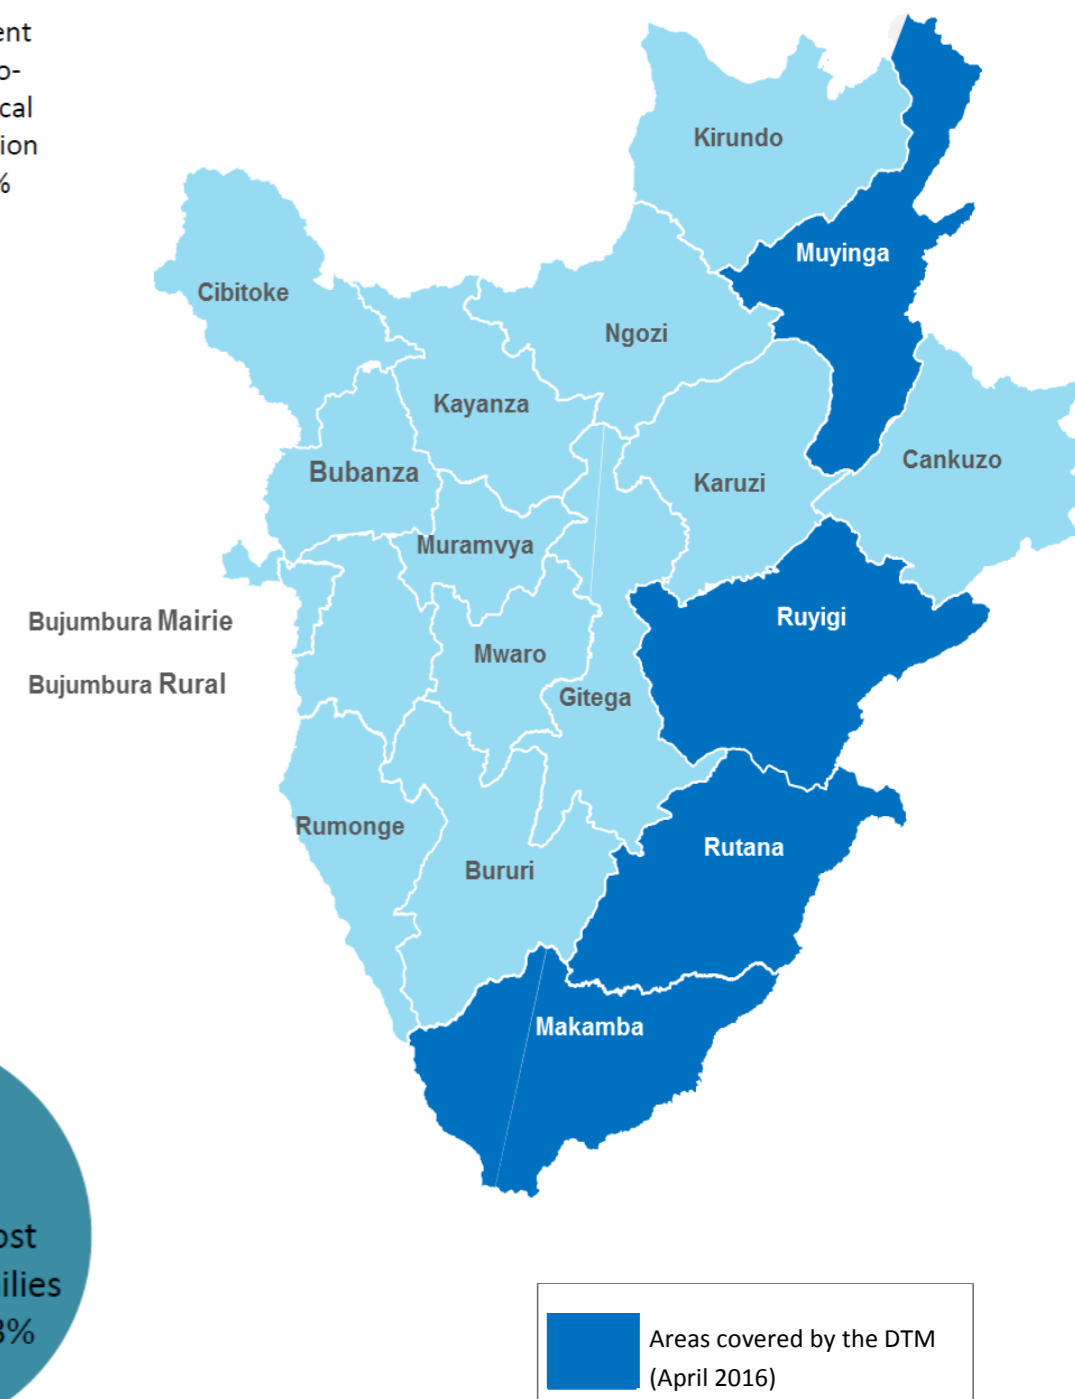 ent
o-
cal
ion
%
Kirundo
Muyinga
Cibitoke
Ngozi
Kayanza
Cankuzo
Bubanza
Karuzi
Muramvya
Ruyigi
Bujumbura Mairie
Mwaro
Bujumbura Rural
Gitega
Rumonge
Rutana
Bururi
Makamba
ost
ilies
3%
Areas covered by the DTM
(April 2016)